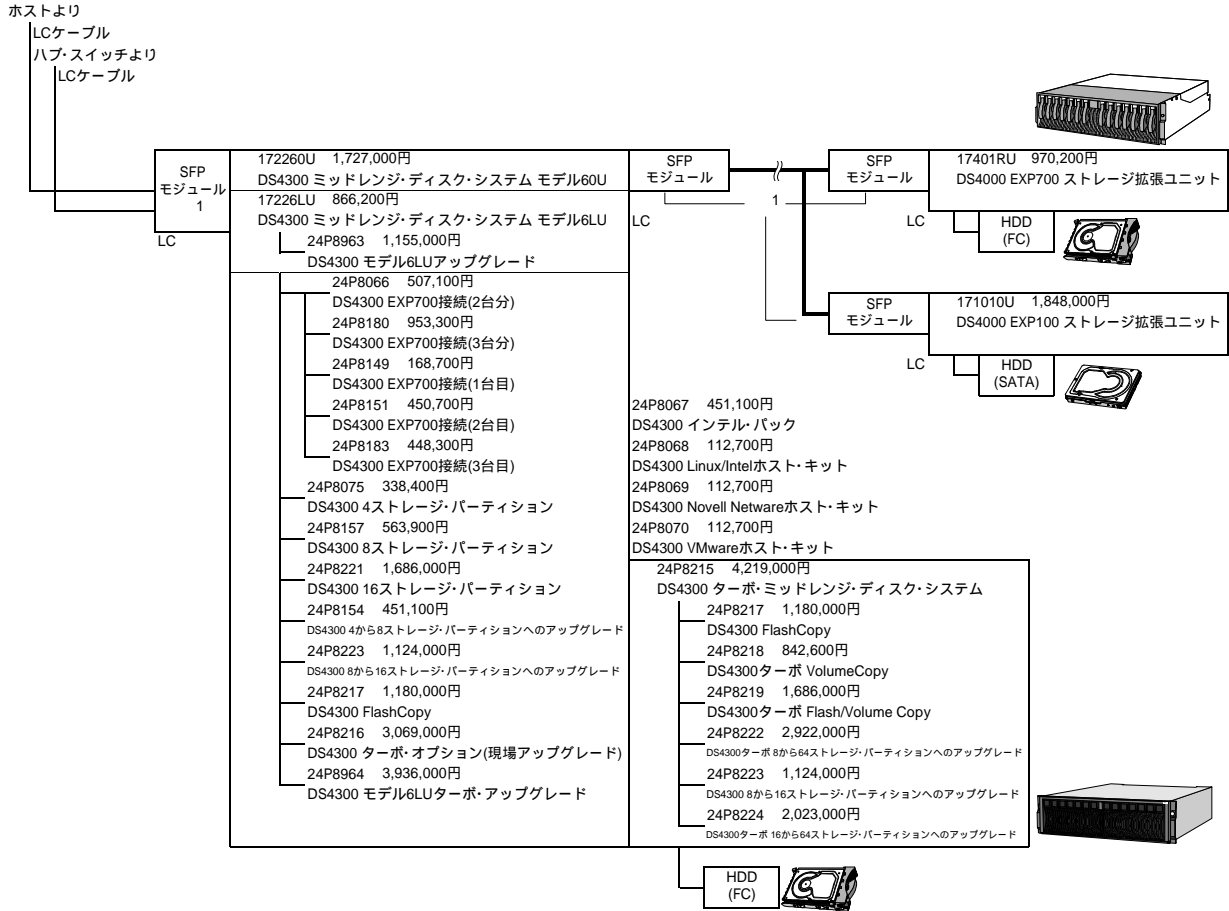 ホストより
LCケーブル
ハブ・スイッチより
LCケーブル
SFP
モジュール
1
LC
172260U 1,727,000円
DS4300 ミッドレンジ・ディスク・システム モデル60U
17226LU 866,200円
DS4300 ミッドレンジ・ディスク・システム モデル6LU
24P8963 1,155,000円
DS4300 モデル6LUアップグレード
24P8066 507,100円
DS4300 EXP700接続(2台分)
24P8180 953,300円
DS4300 EXP700接続(3台分)
24P8149 168,700円
DS4300 EXP700接続(1台目)
24P8151 450,700円
DS4300 EXP700接続(2台目)
24P8183 448,300円
DS4300 EXP700接続(3台目)
24P8075 338,400円
DS4300 4ストレージ・パーティション
24P8157 563,900円
DS4300 8ストレージ・パーティション
24P8221 1,686,000円
DS4300 16ストレージ・パーティション
24P8154 451,100円
DS4300 4から8ストレージ・パーティションへのアップグレード
24P8223 1,124,000円
DS4300 8から16ストレージ・パーティションへのアップグレード
24P8217 1,180,000円
DS4300 FlashCopy
24P8216 3,069,000円
DS4300 ターボ・オプション(現場アップグレード)
24P8964 3,936,000円
DS4300 モデル6LUターボ・アップグレード
SFP
モジュール
LC
1
SFP
モジュール
LC
17401RU 970,200円
DS4000 EXP700 ストレージ拡張ユニット
HDD
(FC)
SFP
モジュール
LC
171010U 1,848,000円
DS4000 EXP100 ストレージ拡張ユニット
HDD
(SATA)
24P8067 451,100円
DS4300 インテル・パック
24P8068 112,700円
DS4300 Linux/Intelホスト・キット
24P8069 112,700円
DS4300 Novell Netwareホスト・キット
24P8070 112,700円
DS4300 VMwareホスト・キット
24P8215 4,219,000円
DS4300 ターボ・ミッドレンジ・ディスク・システム
24P8217 1,180,000円
DS4300 FlashCopy
24P8218 842,600円
DS4300ターボ VolumeCopy
24P8219 1,686,000円
DS4300ターボ Flash/Volume Copy
24P8222 2,922,000円
DS4300ターボ 8から64ストレージ・パーティションへのアップグレード
24P8223 1,124,000円
DS4300 8から16ストレージ・パーティションへのアップグレード
24P8224 2,023,000円
DS4300ターボ 16から64ストレージ・パーティションへのアップグレード
HDD
(FC)